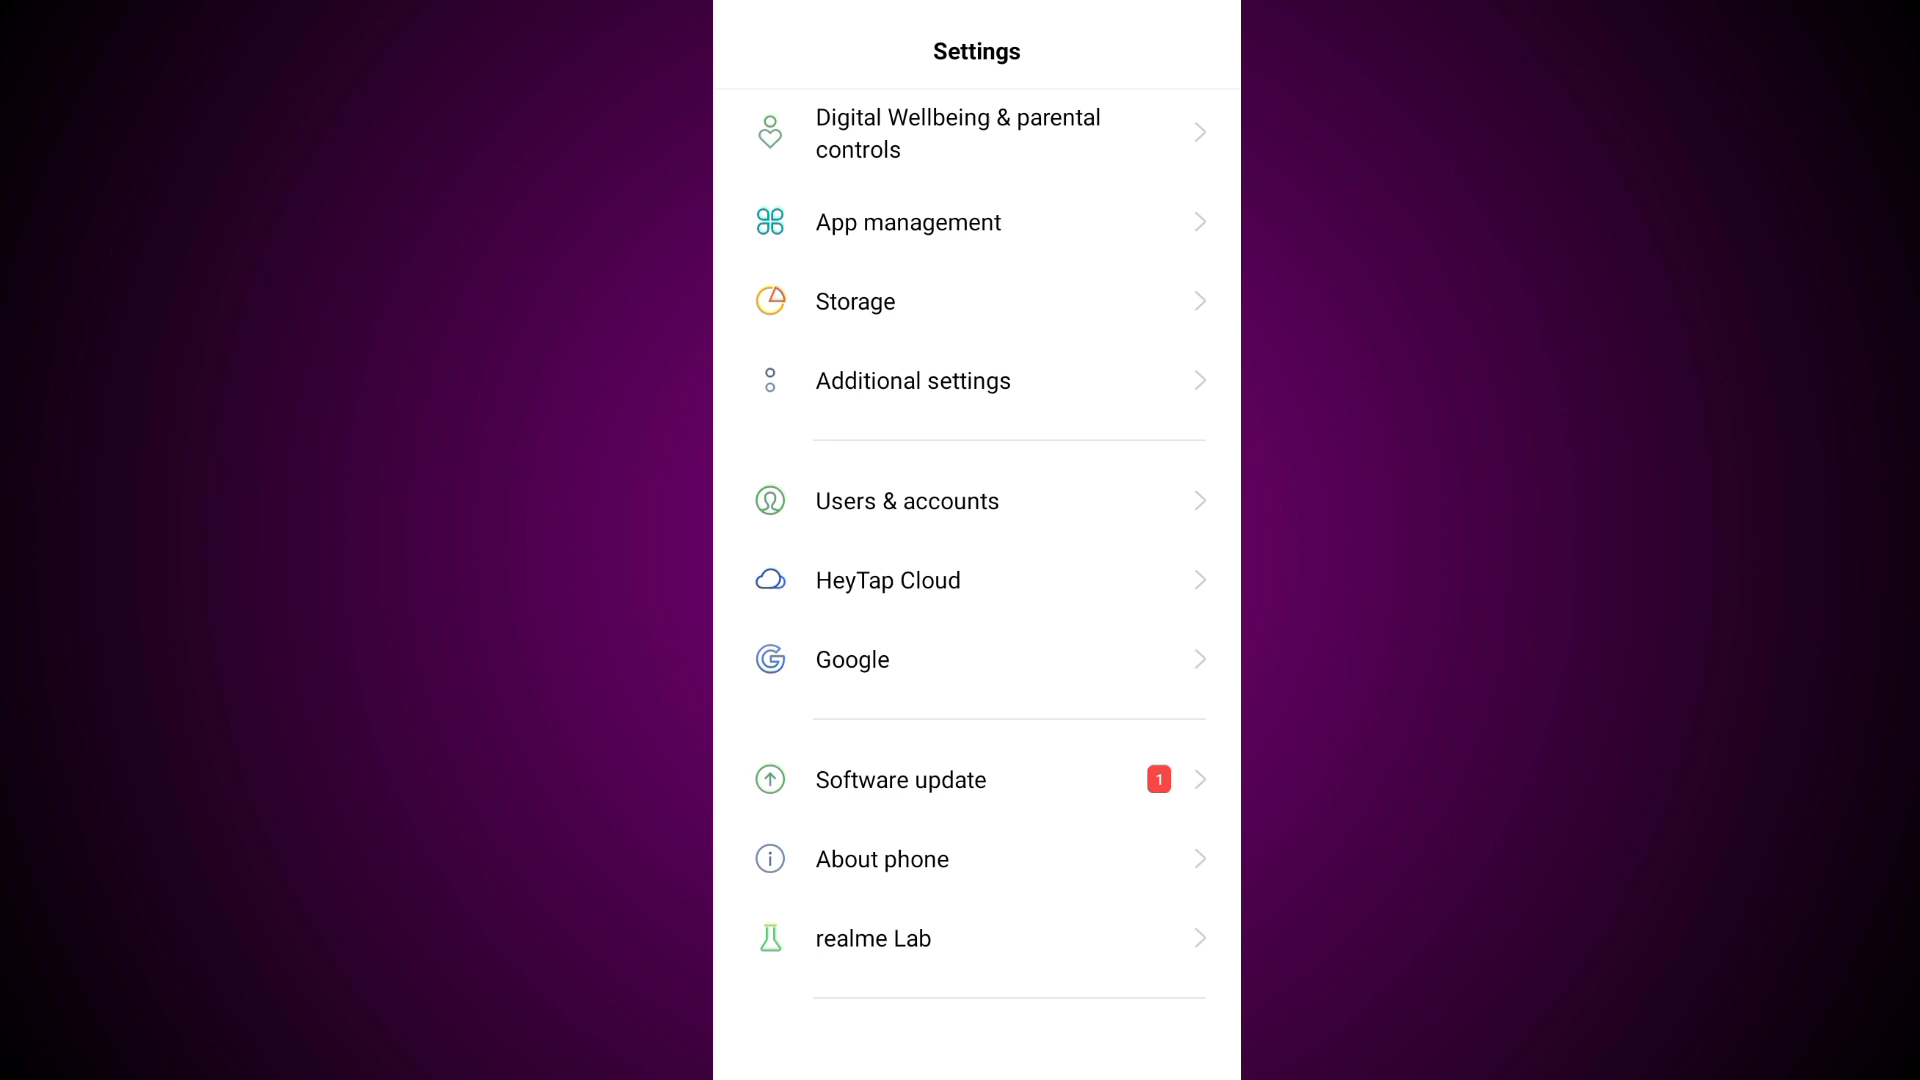 Settings
Digital Wellbeing & parental
controls
App management
Storage
Additional settings
Users & accounts
HeyTap Cloud
Google
Software update 1
About phone
realme Lab